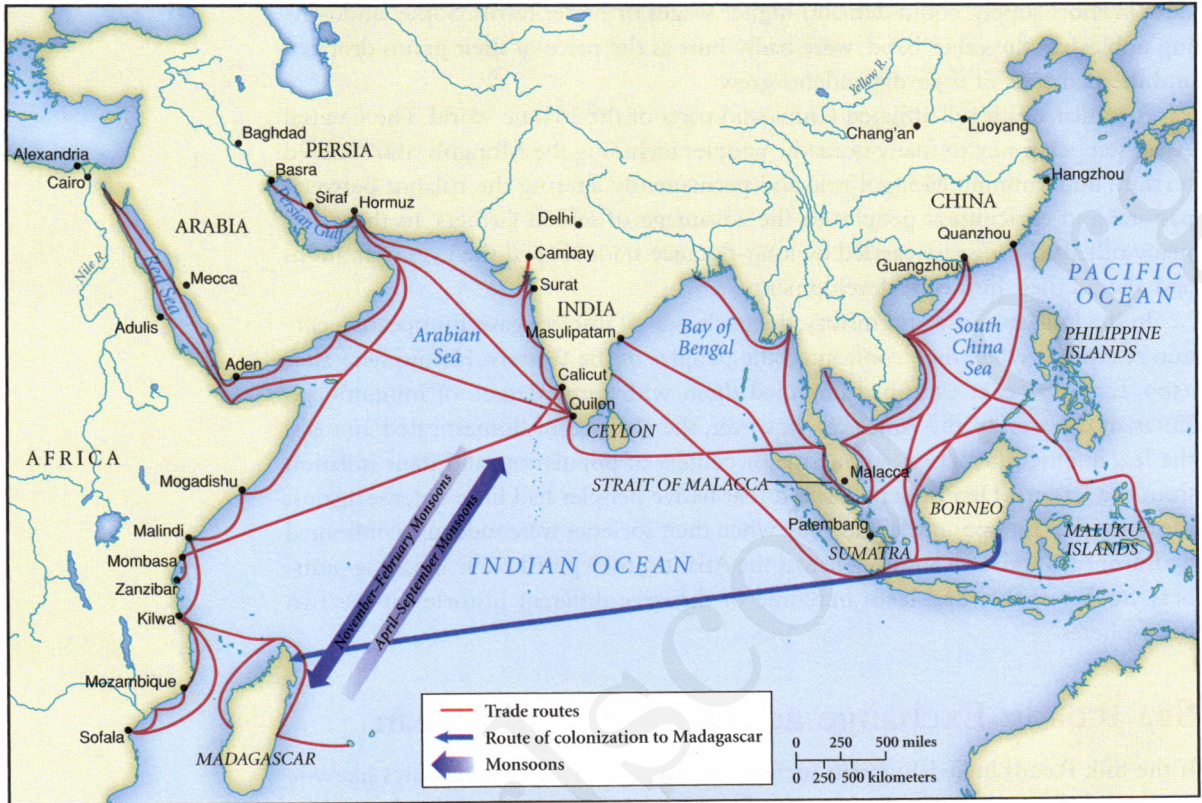 Yellow R.
Chang'an
Luoyang
Baghdad
PERSIA
Alexandria
Cairo
Basra
Siraf
Hormuz
Persian Gulf
Hangzhou
CHINA
Delhi
ARABIA
Quanzhou
Nile R.
Red Sea
Mecca
Cambay
Guangzhou
PACIFIC
OCEAN
Surat
INDIA
Adulis
Arabian
Sea
Masulipatam
Bay of
Bengal
South
China
Sea
PHILIPPINE
ISLANDS
Aden
Calicut
Quilon
CEYLON
AFRICA
Mogadishu
STRAIT OF MALACCA
Malacca
BORNEO
Malindi
Mombasa
Palembang
SUMATRA
MALUKU
ISLANDS
INDIAN OCEAN
Zanzibar
Kilwa
November–February Monsoons
April–September Monsoons
Mozambique
Sofala
MADAGASCAR
Trade routes
Route of colonization to Madagascar
Monsoons
0 250 500 miles
0 250 500 kilometers